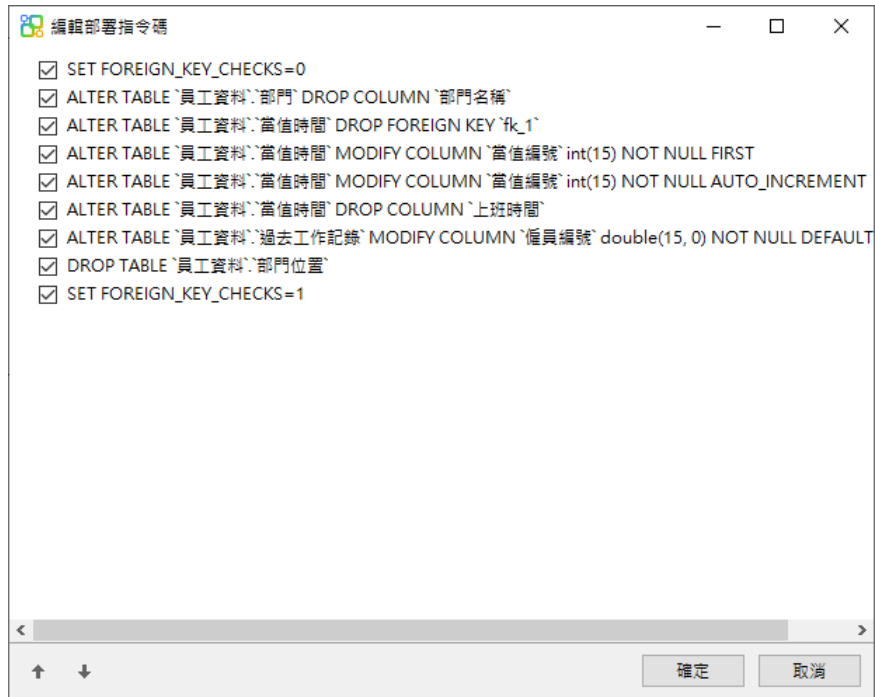 編輯部署指令碼
SET FOREIGN_KEY_CHECKS=0
ALTER TABLE `員工資料`.`部門` DROP COLUMN `部門名稱`
ALTER TABLE `員工資料`.`當值時間` DROP FOREIGN KEY `fk_1`
ALTER TABLE `員工資料`.`當值時間` MODIFY COLUMN `當值編號` int(15) NOT NULL FIRST
ALTER TABLE `員工資料`.`當值時間` MODIFY COLUMN `當值編號` int(15) NOT NULL AUTO_INCREMENT
ALTER TABLE `員工資料`.`當值時間` DROP COLUMN `上班時間`
ALTER TABLE `員工資料`.`過去工作記錄` MODIFY COLUMN `僱員編號` double(15, 0) NOT NULL DEFAULT
DROP TABLE `員工資料`.`部門位置`
SET FOREIGN_KEY_CHECKS=1
確定
取消